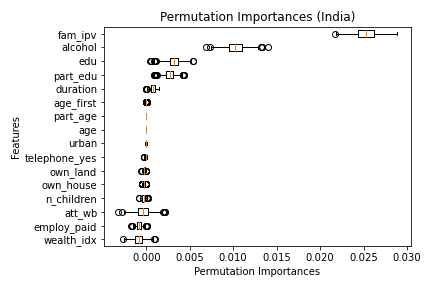 Permutation Importances (India)
fam_ipv
alcohol
edu
part_edu
duration
age_first
part_age
age
urban
telephone_yes
own_land
own_house
n_children
att_wb
employ_paid
wealth_idx
Features
0.000 0.005 0.010 0.015 0.020 0.025 0.030
Permutation Importances